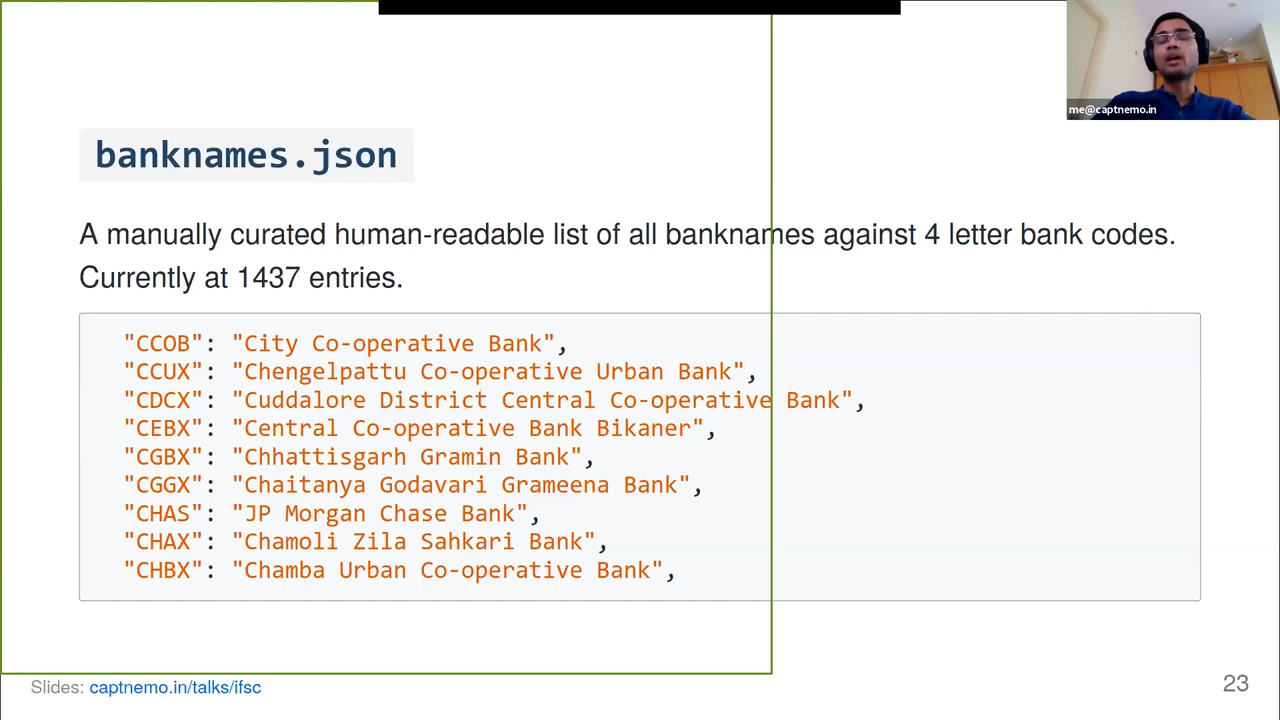 me@captnemo.in
banknames.json
A manually curated human-readable list of all banknames against 4 letter bank codes.
Currently at 1437 entries.
"CCOB": "City Co-operative Bank",
"CCUX": "Chengelpattu Co-operative Urban Bank",
"CDCX": "Cuddalore District Central Co-operative Bank",
"CEBX": "Central Co-operative Bank Bikaner",
"CGBX": "Chhattisgarh Gramin Bank",
"CGGX": "Chaitanya Godavari Grameena Bank",
"CHAS": "JP Morgan Chase Bank",
"CHAX": "Chamoli Zila Sahkari Bank",
"CHBX": "Chamba Urban Co-operative Bank",
Slides: captnemo.in/talks/ifsc
23